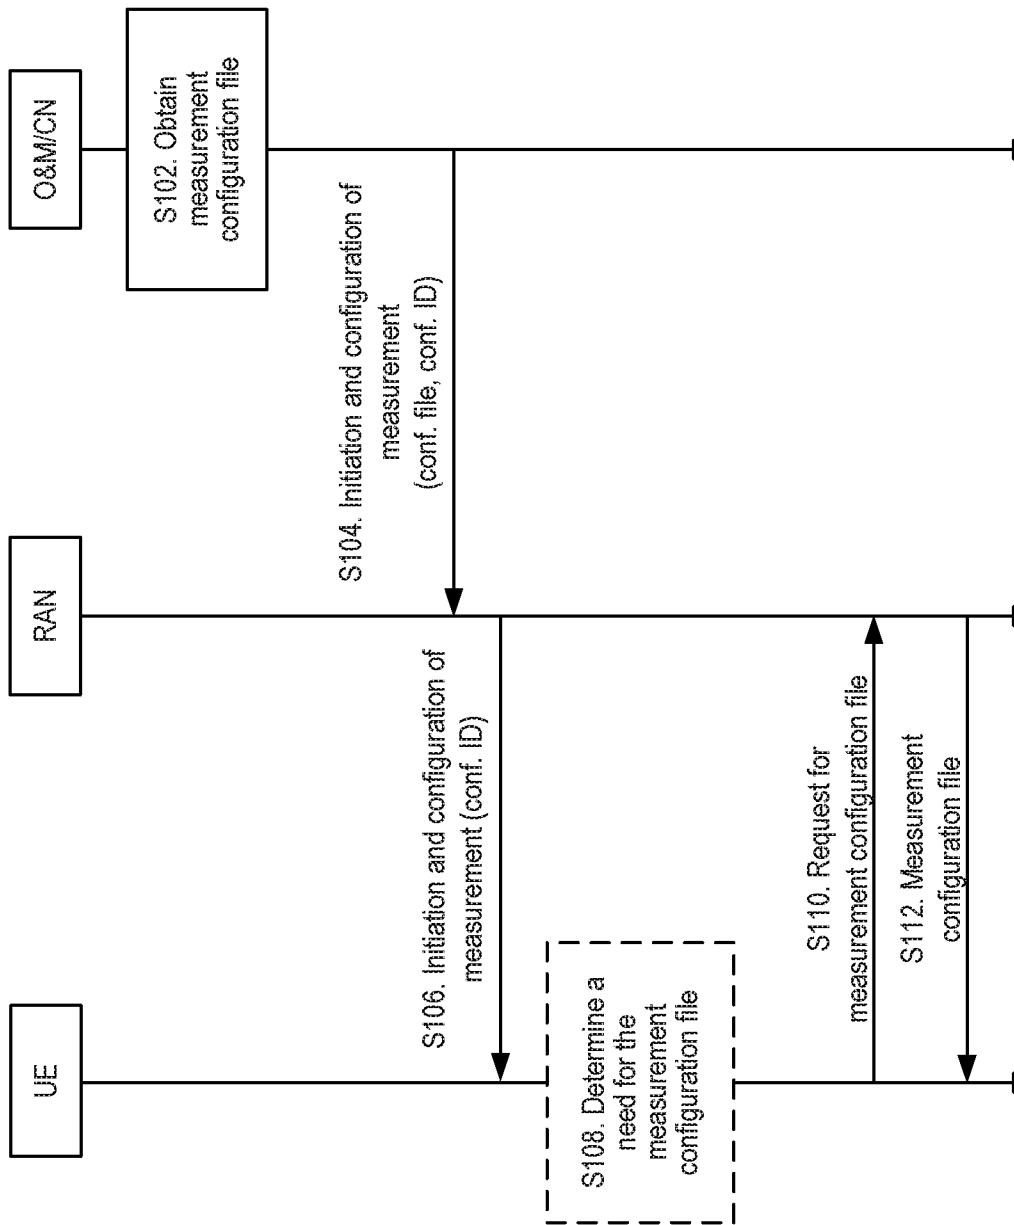 UE
RAN
O&M/CN
S102. Obtain
measurement
configuration file
S104. Initiation and configuration of
measurement
(conf. file, conf. ID)
S106. Initiation and configuration of
measurement (conf. ID)
S108. Determine a
need for the
measurement
configuration file
S110. Request for
measurement configuration file
S112. Measurement
configuration file